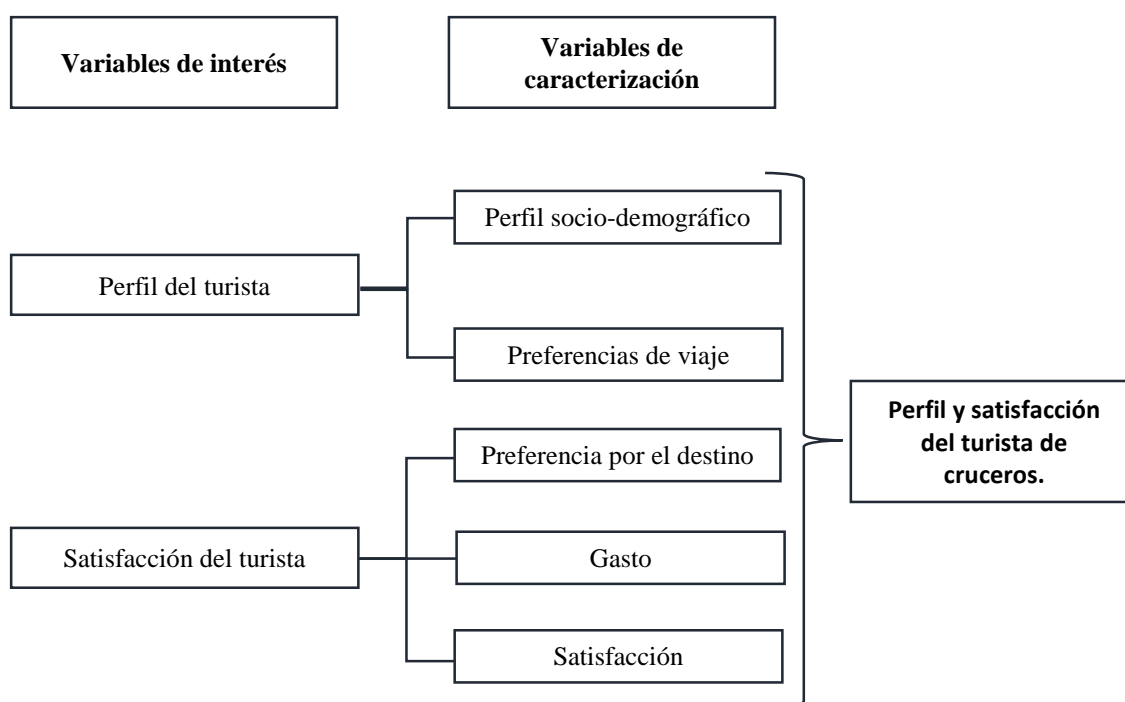 Variables de interés
Variables de
caracterización
Perfil socio-demográfico
Perfil del turista
Preferencias de viaje
Perfil y satisfacción
del turista de
cruceros.
Preferencia por el destino
Satisfacción del turista
Gasto
Satisfacción